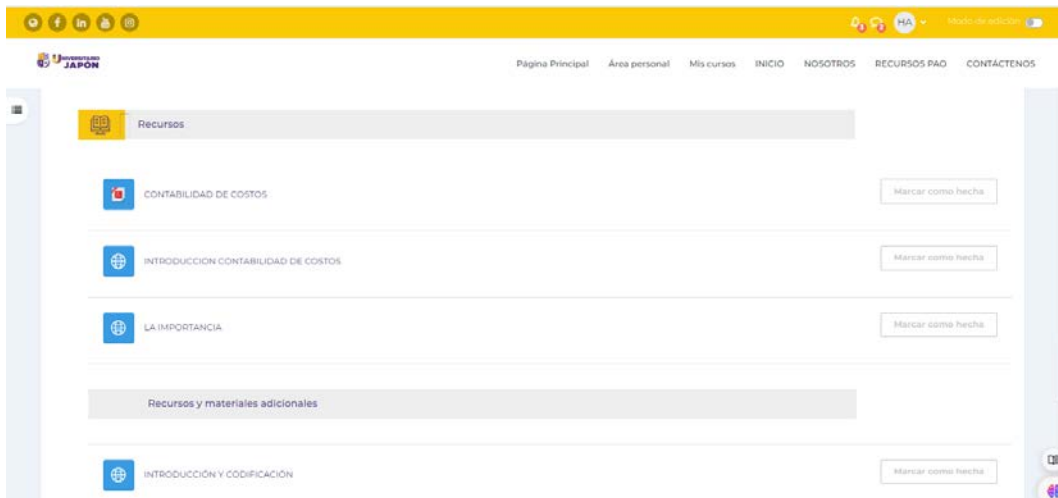 HA
Modo de edición
UNIVERSITARIO
JAPÓN
Página Principal Área personal Mis cursos INICIO NOSOTROS RECURSOS PAO CONTÁCTENOS
Recursos
CONTABILIDAD DE COSTOS Marcar como hecha
INTRODUCCION CONTABILIDAD DE COSTOS Marcar como hecha
LA IMPORTANCIA Marcar como hecha
Recursos y materiales adicionales
INTRODUCCIÓN Y CODIFICACIÓN Marcar como hecha